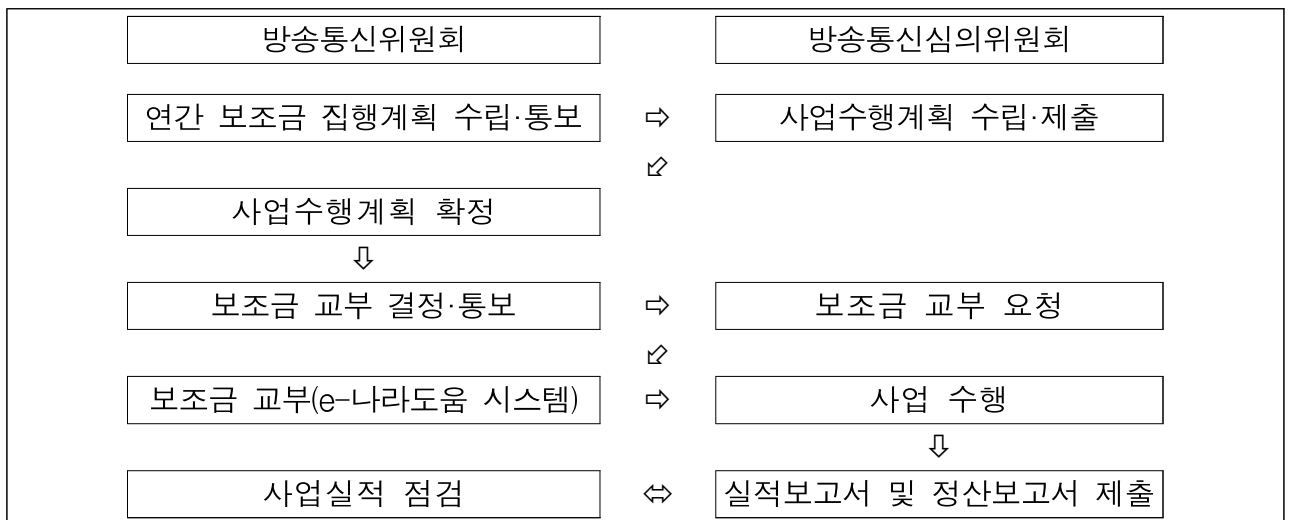 방송통신위원회 방송통신심의위원회
연간 보조금 집행계획 수립·통보 ⇨ 사업수행계획 수립·제출
⬃
사업수행계획 확정
⇩
보조금 교부 결정·통보 ⇨ 보조금 교부 요청
⬃
보조금 교부(e-나라도움 시스템) ⇨ 사업 수행
⇩
사업실적 점검 ⬄ 실적보고서 및 정산보고서 제출